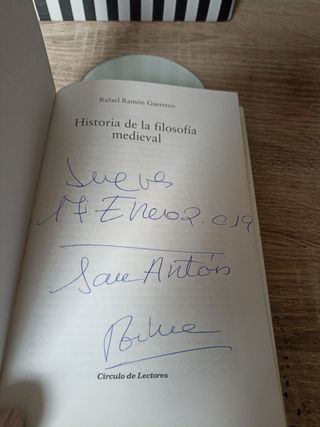 Rafael Ramón Guerrero
Historia de la filosofía
medieval
Jueves
17 Enero 2.019
San Antón
Círculo de Lectores